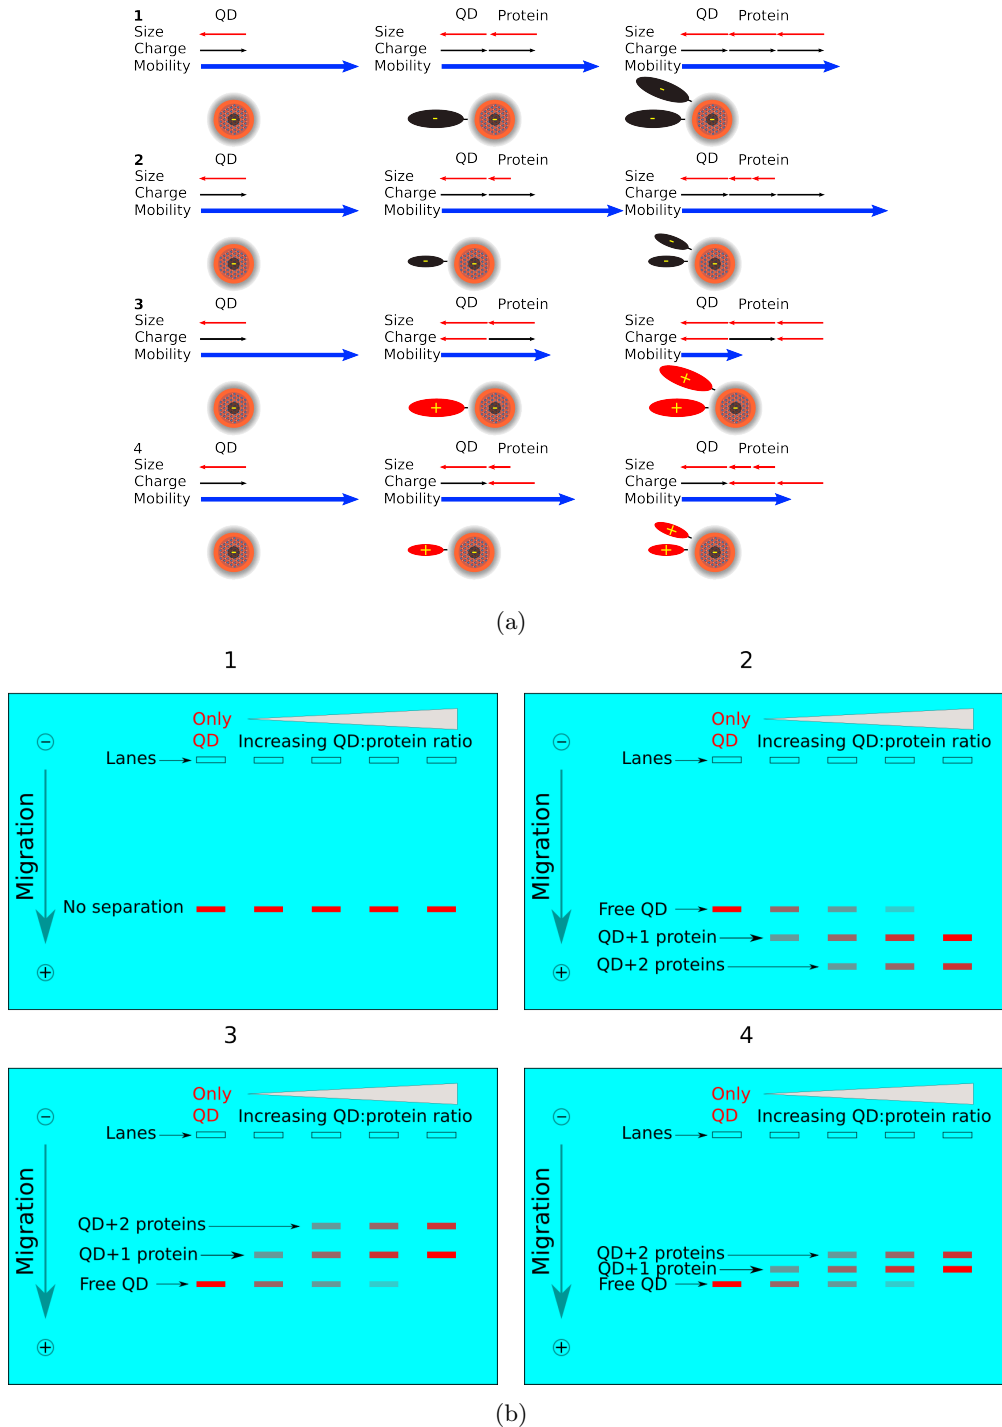 1 QD QD Protein QD Protein
Size Size Size
Charge Charge Charge
Mobility Mobility Mobility
- - - - - -
2 QD QD Protein QD Protein
Size Size Size
Charge Charge Charge
Mobility Mobility Mobility
- - - - - -
3 QD QD Protein QD Protein
Size Size Size
Charge Charge Charge
Mobility Mobility Mobility
- + - + + -
4 QD QD Protein QD Protein
Size Size Size
Charge Charge Charge
Mobility Mobility Mobility
- + - + + -
(a)
1
Only
QD Increasing QD:protein ratio
−
Lanes
Migration
No separation
+
2
Only
QD Increasing QD:protein ratio
−
Lanes
Migration
Free QD
QD+1 protein
QD+2 proteins
+
3
Only
QD Increasing QD:protein ratio
−
Lanes
Migration
QD+2 proteins
QD+1 protein
Free QD
+
4
Only
QD Increasing QD:protein ratio
−
Lanes
Migration
QD+2 proteins
QD+1 protein
Free QD
+
(b)